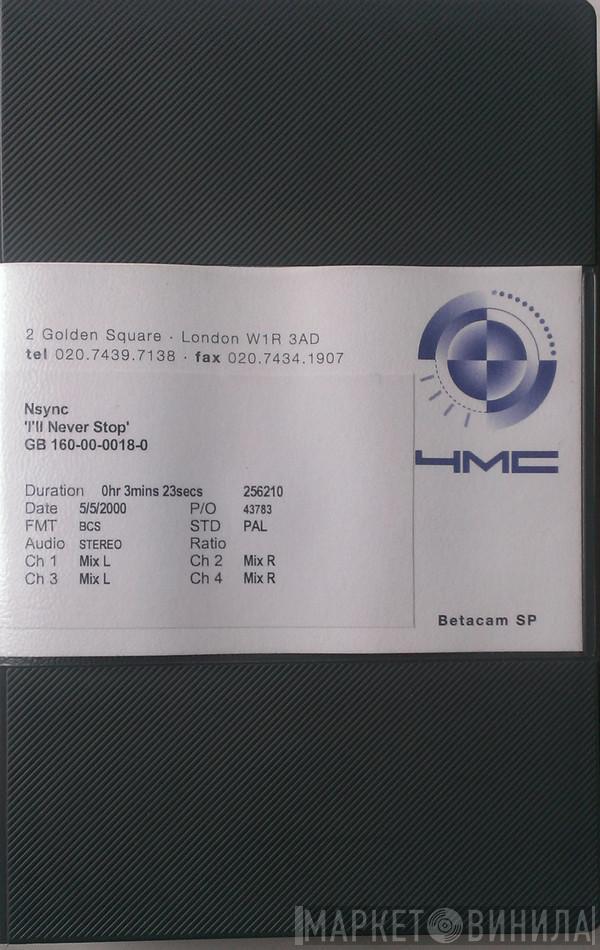 2 Golden Square · London W1R 3AD
tel 020.7439.7138 · fax 020.7434.1907
Nsync
'I'll Never Stop'
GB 160-00-0018-0
Duration 0hr 3mins 23secs 256210
Date 5/5/2000 P/O 43783
FMT BCS STD PAL
Audio STEREO Ratio
Ch 1 Mix L Ch 2 Mix R
Ch 3 Mix L Ch 4 Mix R
4MC
Betacam SP
МАРКЕТ ВИНИЛА